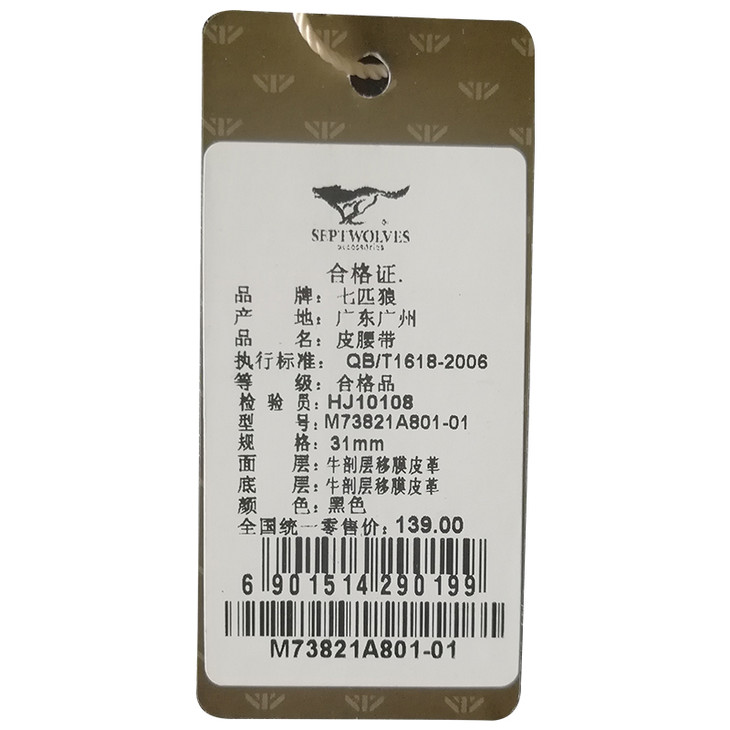 SEPTWOLVES
accessories
合格证.
品 牌: 七匹狼
产 地: 广东广州
品 名: 皮腰带
执行标准: QB/T1618-2006
等 级: 合格品
检 验 员: HJ10108
型 号: M73821A801-01
规 格: 31mm
面 层: 牛剖层移膜皮革
底 层: 牛剖层移膜皮革
颜 色: 黑色
全国统一零售价: 139.00
6 901514 290199
M73821A801-01